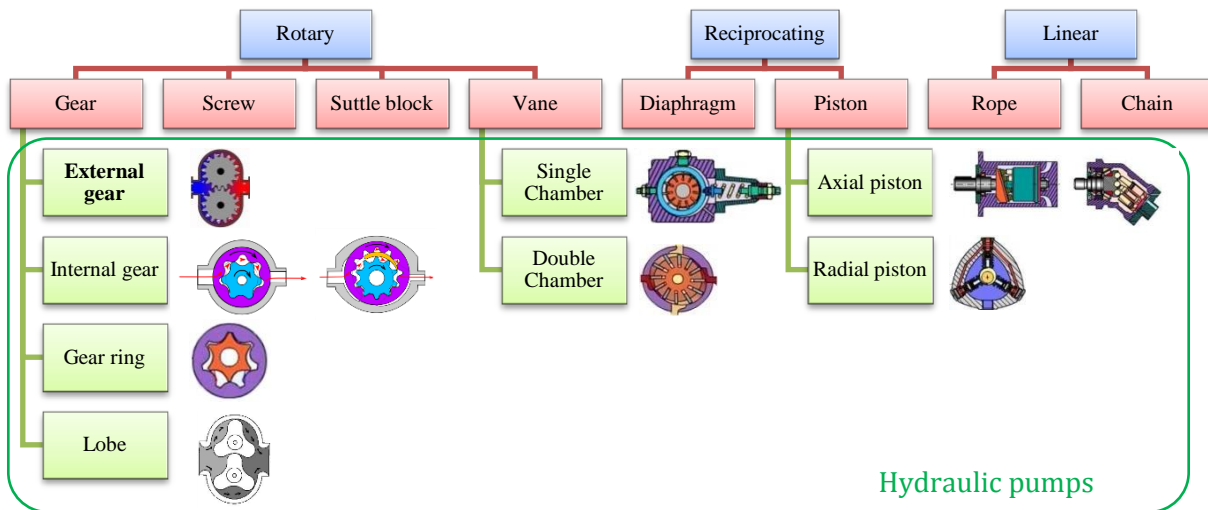 Rotary
Reciprocating
Linear
Gear
Screw
Suttle block
Vane
Diaphragm
Piston
Rope
Chain
External
gear
Single
Chamber
Axial piston
Internal gear
Double
Chamber
Radial piston
Gear ring
Lobe
Hydraulic pumps